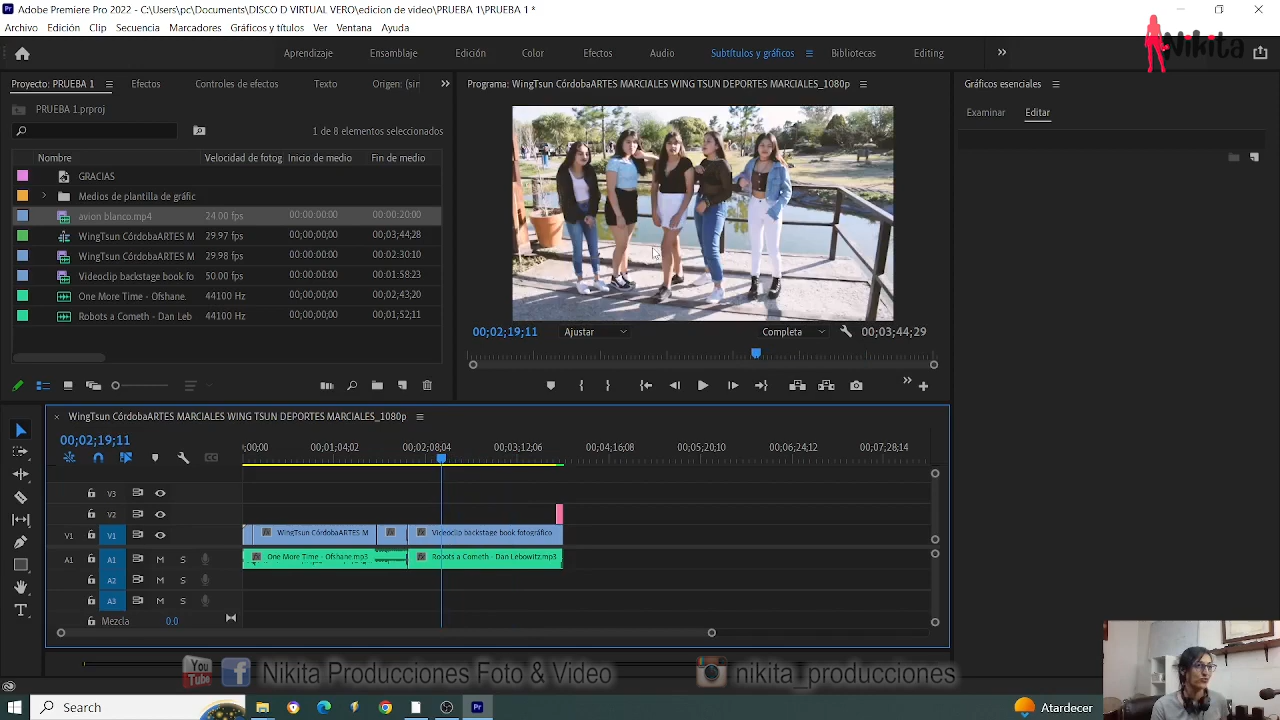 Pr Adobe Premiere Pro 2022 - C:\Users\pc\Desktop\DISCO d VIRTUAL VERO\edicion de video\PRUEBA 1\PRUEBA 1 *
Archivo Edición Clip Secuencia Marcadores Gráficos y títulos Ver Ventana Ayuda
Nikita
Aprendizaje Ensamblaje Edición Color Efectos Audio Subtítulos y gráficos Bibliotecas Editing
Proyecto: PRUEBA 1 Efectos Controles de efectos Texto Origen: (sin
Programa: WingTsun CórdobaARTES MARCIALES WING TSUN DEPORTES MARCIALES_1080p
Gráficos esenciales
PRUEBA 1.prproj
Examinar Editar
1 de 8 elementos seleccionados
Nombre Velocidad de fotog Inicio de medio Fin de medio
GRACIAS
Medios de plantilla de gráfic
avion blanco.mp4 24.00 fps 00:00:00:00 00:00:20:00
WingTsun CórdobaARTES M 29.97 fps 00;00;00;00 00;03;44;28
WingTsun CórdobaARTES M 29.98 fps 00:00:00:00 00:02:30:10
Videoclip backstage book fo 50.00 fps 00:00:00:00 00:01:58:23
One More Time - Ofshane. 44100 Hz 00;00;00;00 00;02;43;20
Robots a Cometh - Dan Leb 44100 Hz 00;00;00;00 00;01;52;11
00;02;19;11 Ajustar Completa 00;03;44;29
WingTsun CórdobaARTES MARCIALES WING TSUN DEPORTES MARCIALES_1080p
00;02;19;11
;00;00 00;01;04;02 00;02;08;04 00;03;12;06 00;04;16;08 00;05;20;10 00;06;24;12 00;07;28;14
V3
V2
V1 V1 fx WingTsun CórdobaARTES M fx fx Videoclip backstage book fotográfico
A1 A1 M S fx One More Time - Ofshane.mp3 fx Robots a Cometh - Dan Lebowitz.mp3
A2 M S
A3 M S
Mezcla 0.0
You Tube f Nikita Producciones Foto & Video nikita_producciones
Search Pr Atardecer